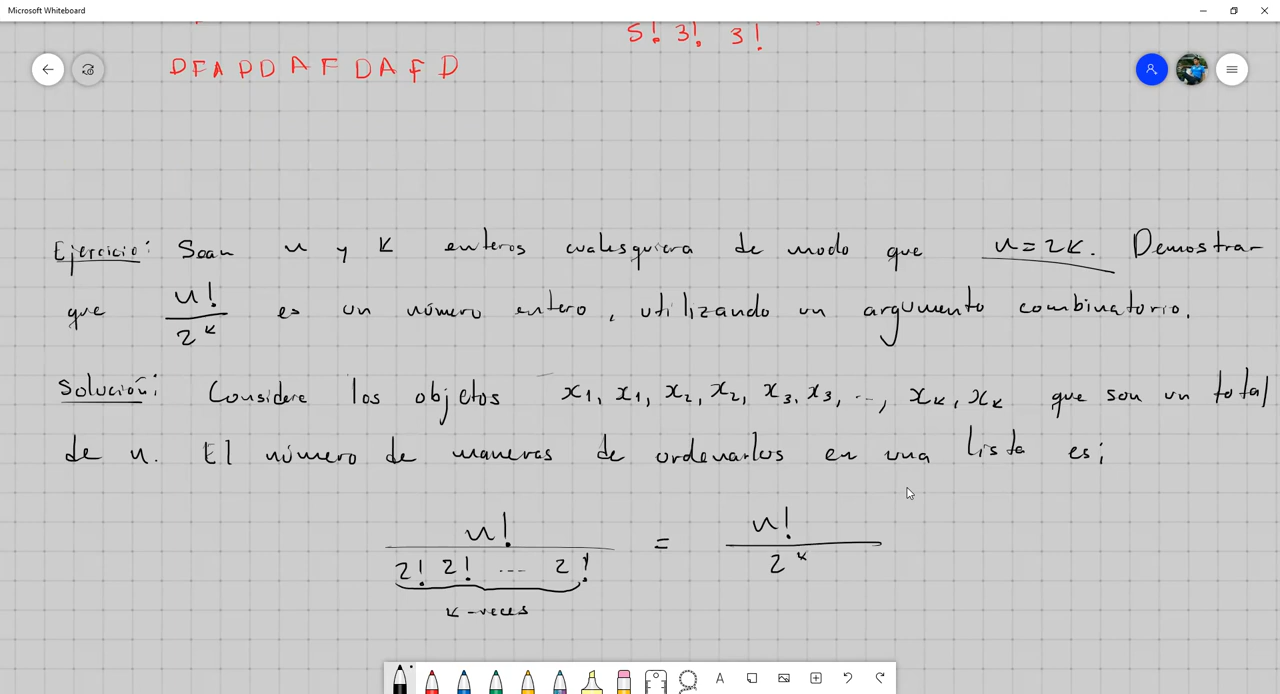 Microsoft Whiteboard
5! 3! 3!
D F A D D A F D A F D
Ejercicio: Sean n y k enteros cualesquiera de modo que n = 2k. Demostrar
que n! / 2^k es un número entero, utilizando un argumento combinatorio.
Solución: Considere los objetos x1, x1, x2, x2, x3, x3, ..., xk, xk que son un total
de n. El número de maneras de ordenarlos en una lista es;
n! / 2! 2! ... 2! = n! / 2^k
k-veces
A